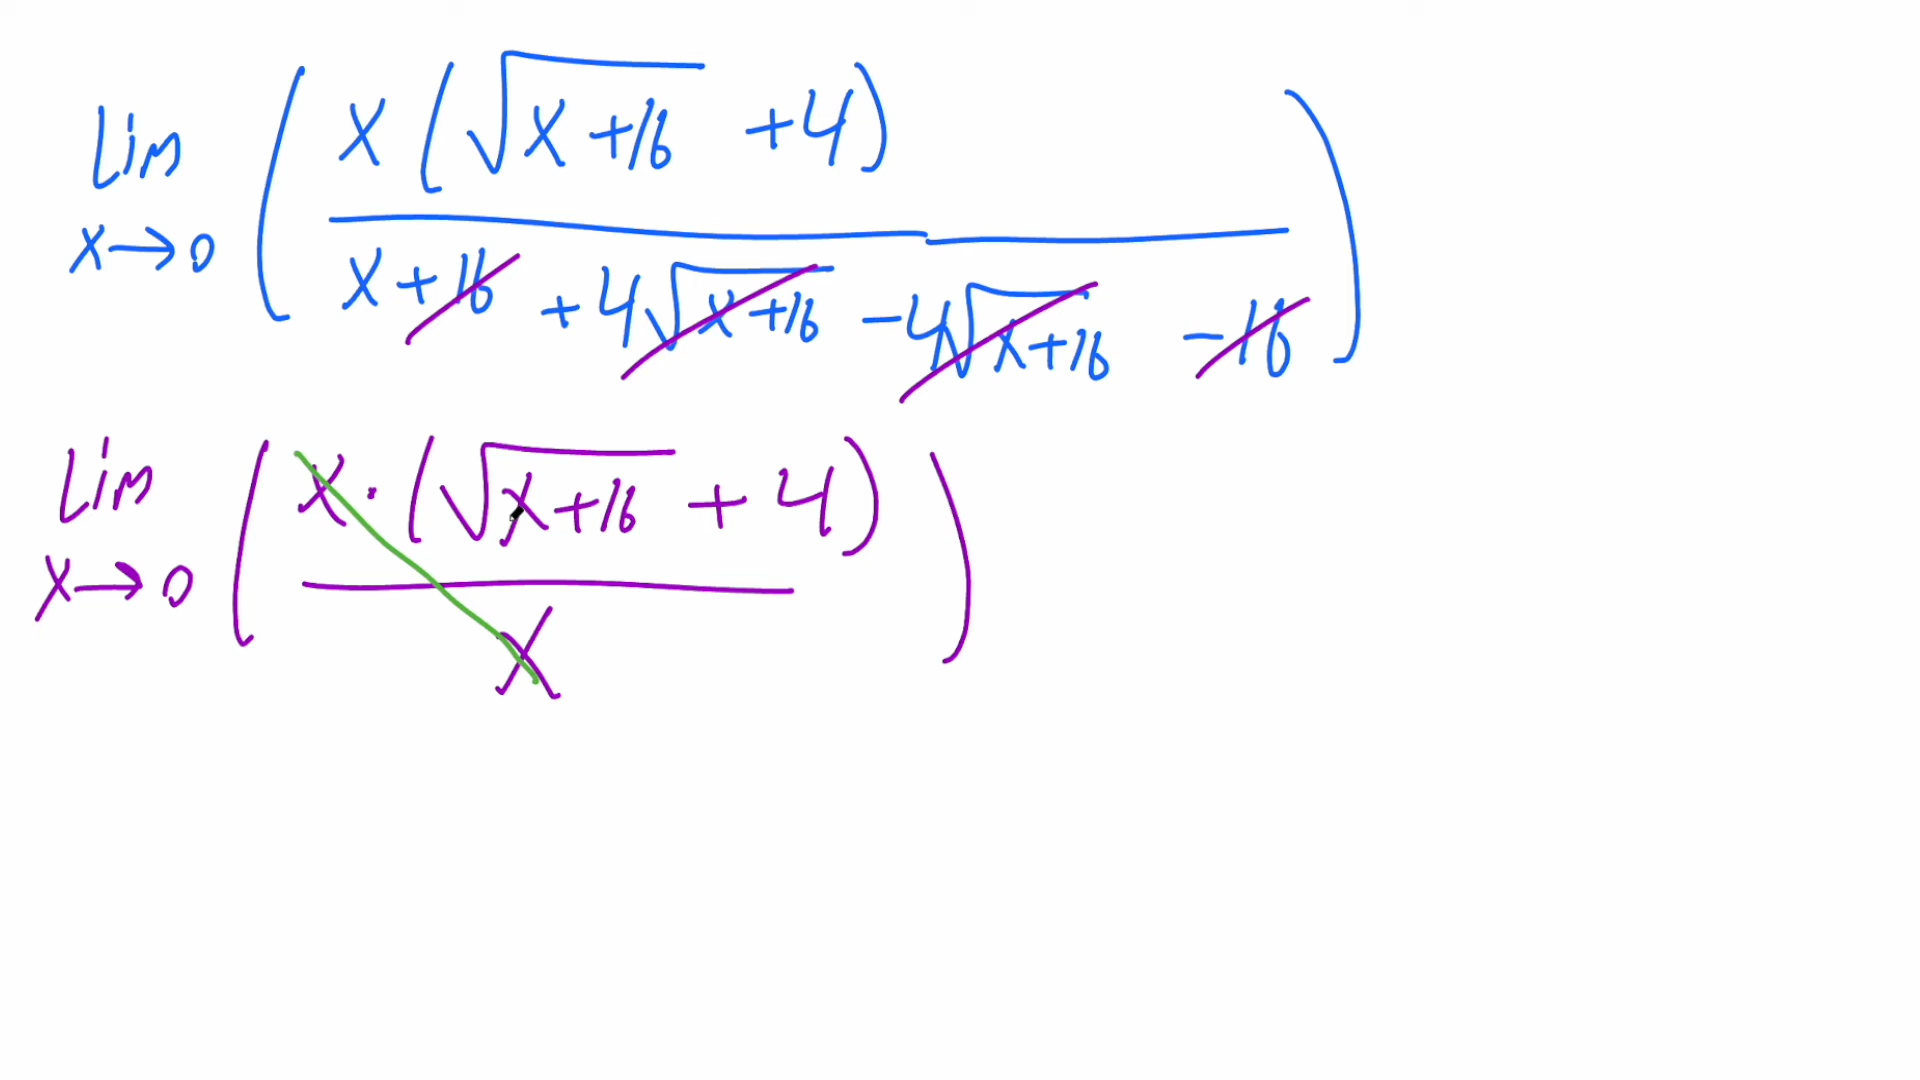 lim ( x(√x+16 +4)
x→0 x+16 +4√x+16 -4√x+16 -16 )
lim ( x·(√x+16 + 4) )
x→0 x